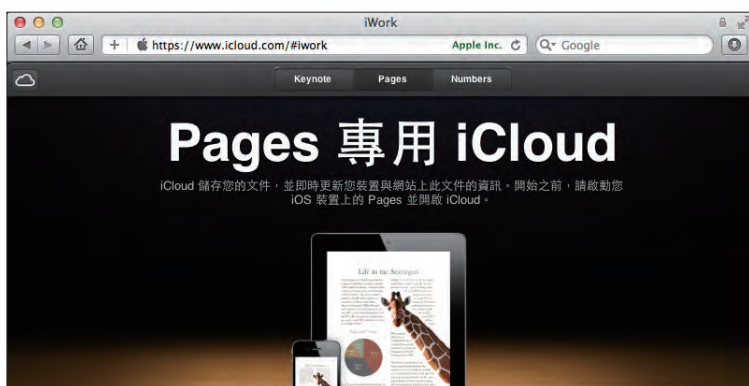 iWork
https://www.icloud.com/#iwork
Apple Inc.
Google
Keynote
Pages
Numbers
Pages 專用 iCloud
iCloud 儲存您的文件，並即時更新您裝置與網站上此文件的資訊。開始之前，請啟動您
iOS 裝置上的 Pages 並開啟 iCloud。
Life in the Serengeti